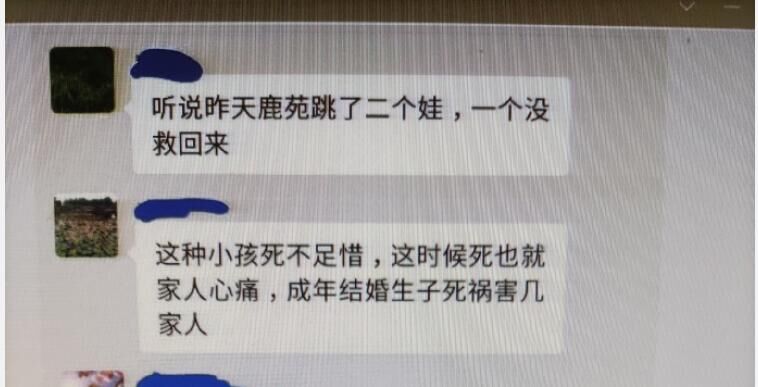 听说昨天鹿苑跳了二个娃，一个没
救回来
这种小孩死不足惜，这时候死也就
家人心痛，成年结婚生子死祸害几
家人